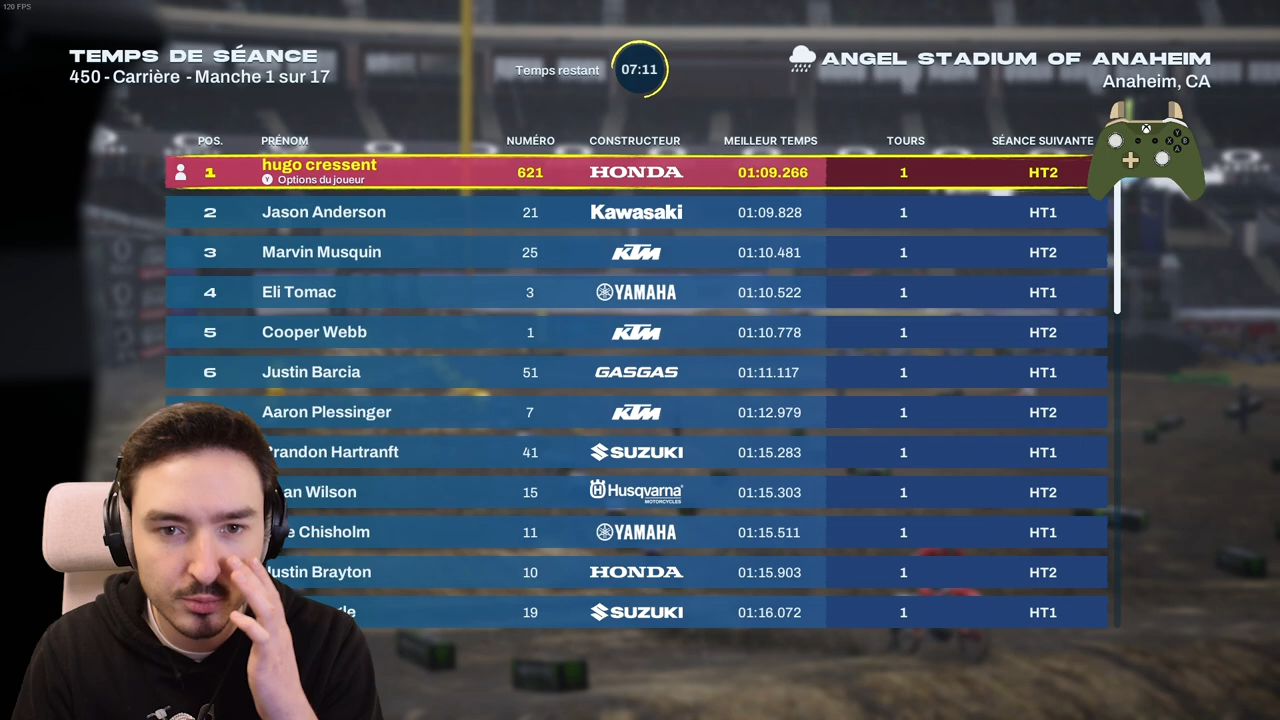 120 FPS
TEMPS DE SÉANCE
450 - Carrière - Manche 1 sur 17
Temps restant 07:11
ANGEL STADIUM OF ANAHEIM
Anaheim, CA
POS. PRÉNOM NUMÉRO CONSTRUCTEUR MEILLEUR TEMPS TOURS SÉANCE SUIVANTE
1 hugo cressent 621 HONDA 01:09.266 1 HT2
Y Options du joueur
2 Jason Anderson 21 Kawasaki 01:09.828 1 HT1
3 Marvin Musquin 25 KTM 01:10.481 1 HT2
4 Eli Tomac 3 YAMAHA 01:10.522 1 HT1
5 Cooper Webb 1 KTM 01:10.778 1 HT2
6 Justin Barcia 51 GASGAS 01:11.117 1 HT1
Aaron Plessinger 7 KTM 01:12.979 1 HT2
Brandon Hartranft 41 SUZUKI 01:15.283 1 HT1
Wilson 15 Husqvarna MOTORCYCLES 01:15.303 1 HT2
Chisholm 11 YAMAHA 01:15.511 1 HT1
Justin Brayton 10 HONDA 01:15.903 1 HT2
19 SUZUKI 01:16.072 1 HT1